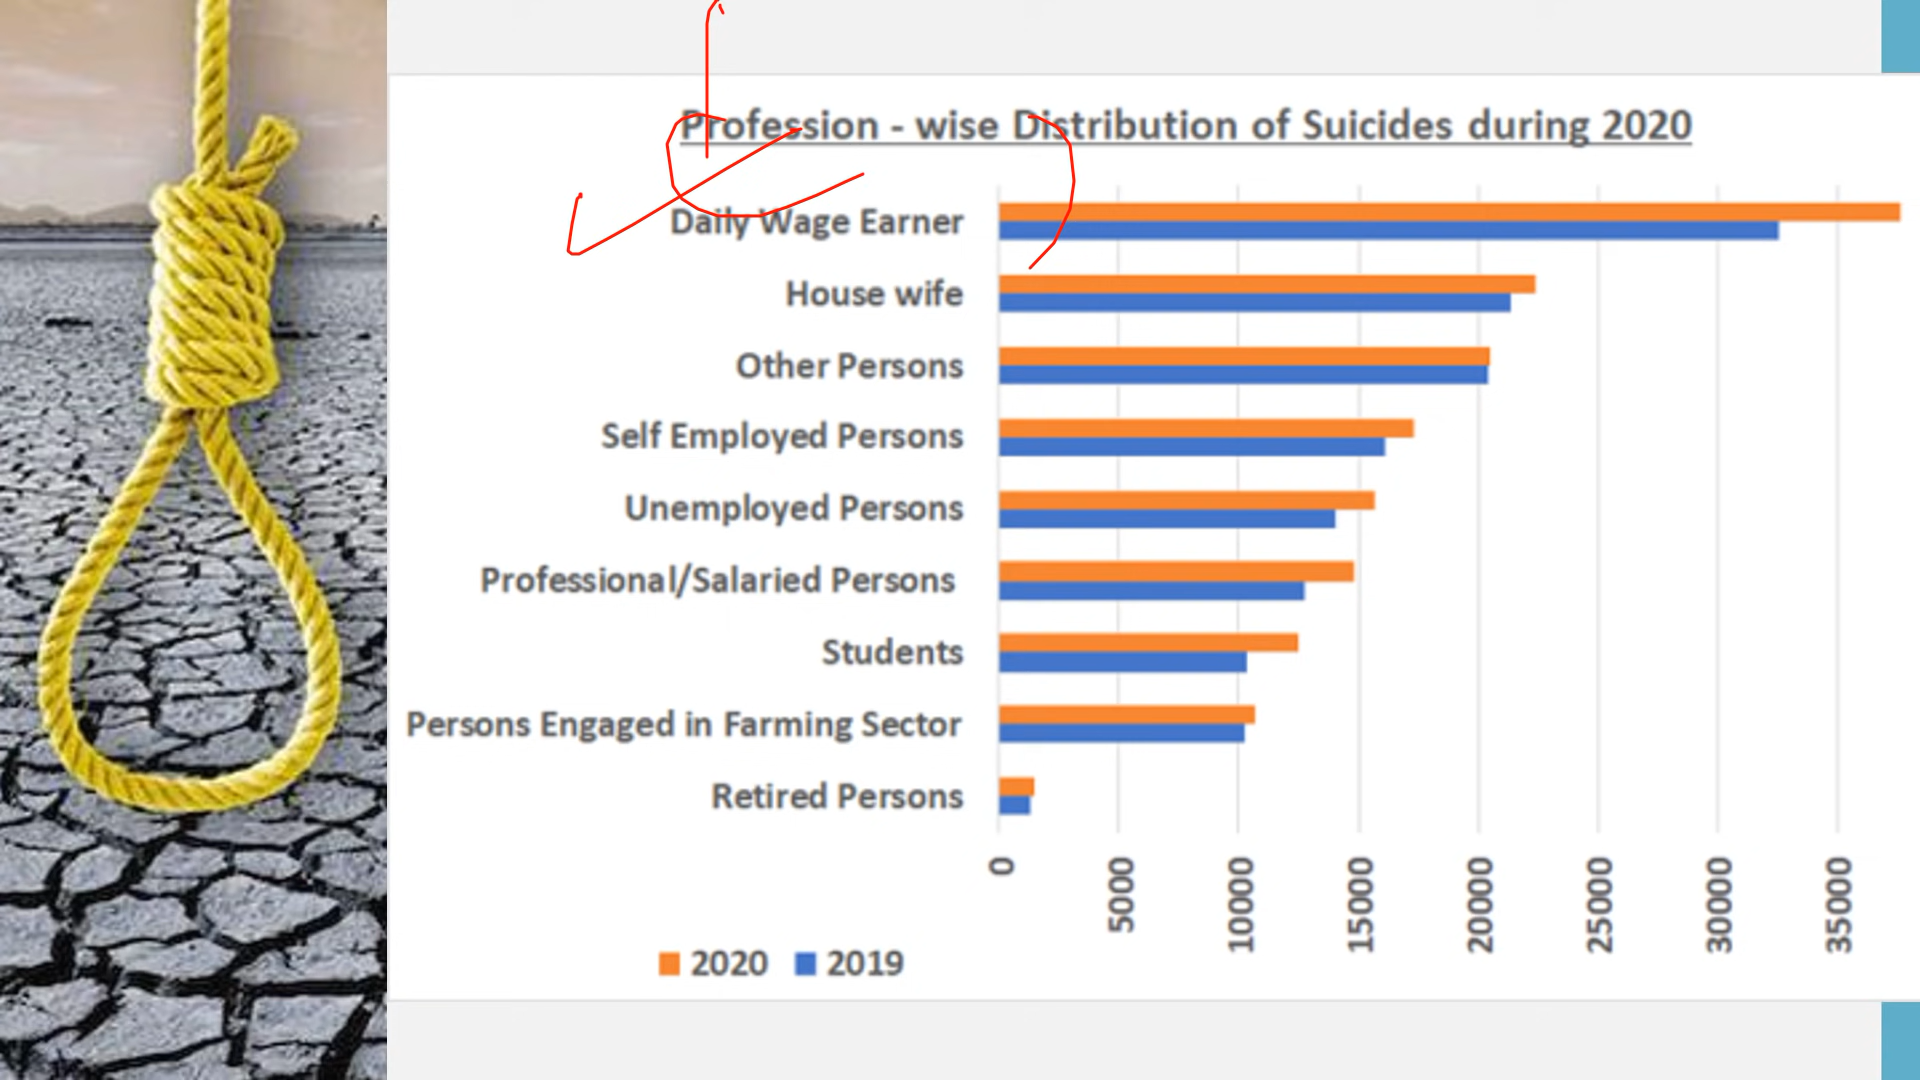 Profession - wise Distribution of Suicides during 2020
Daily Wage Earner
House wife
Other Persons
Self Employed Persons
Unemployed Persons
Professional/Salaried Persons
Students
Persons Engaged in Farming Sector
Retired Persons
0 5000 10000 15000 20000 25000 30000 35000
2020 2019